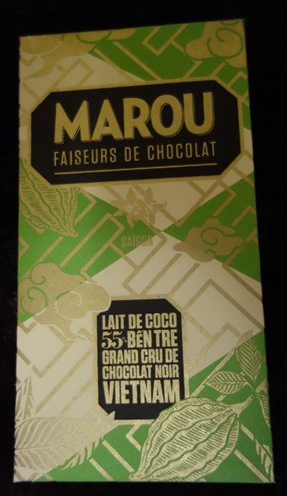 MAROU
FAISEURS DE CHOCOLAT
SAIGON
LAIT DE COCO
55% BEN TRE
GRAND CRU DE
CHOCOLAT NOIR
VIETNAM